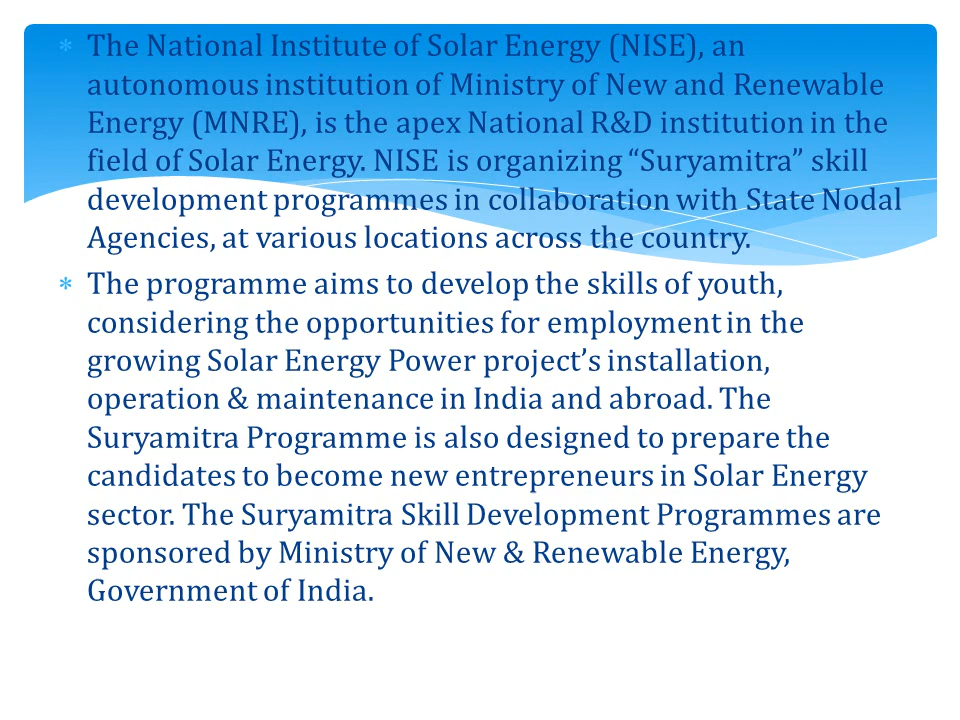 * The National Institute of Solar Energy (NISE), an
autonomous institution of Ministry of New and Renewable
Energy (MNRE), is the apex National R&D institution in the
field of Solar Energy. NISE is organizing “Suryamitra” skill
development programmes in collaboration with State Nodal
Agencies, at various locations across the country.
* The programme aims to develop the skills of youth,
considering the opportunities for employment in the
growing Solar Energy Power project’s installation,
operation & maintenance in India and abroad. The
Suryamitra Programme is also designed to prepare the
candidates to become new entrepreneurs in Solar Energy
sector. The Suryamitra Skill Development Programmes are
sponsored by Ministry of New & Renewable Energy,
Government of India.